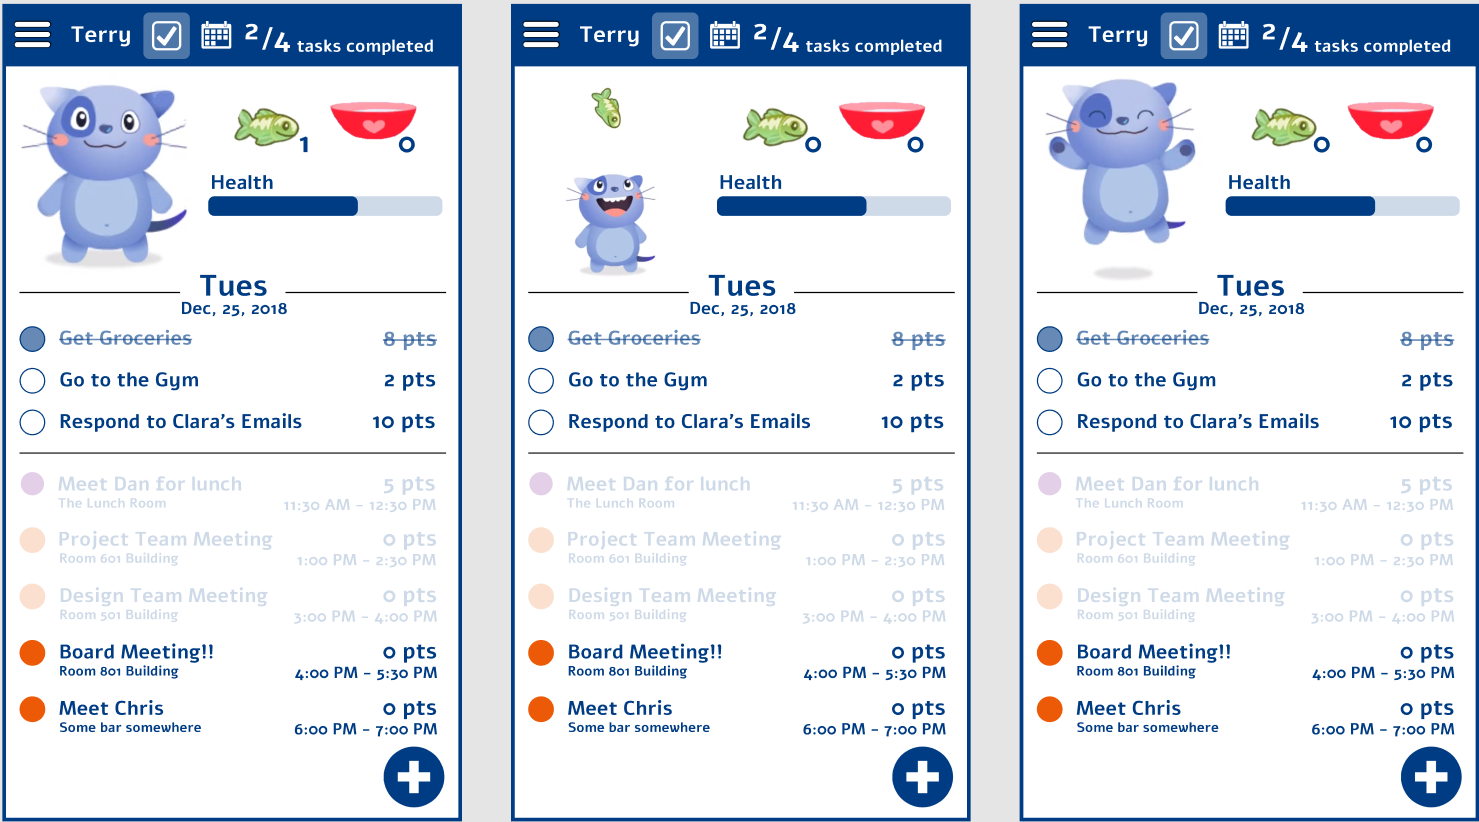 Terry 2/4 tasks completed
1 0
Health
Tues
Dec, 25, 2018
Get Groceries 8 pts
Go to the Gym 2 pts
Respond to Clara's Emails 10 pts
Meet Dan for lunch 5 pts
The Lunch Room 11:30 AM - 12:30 PM
Project Team Meeting 0 pts
Room 601 Building 1:00 PM - 2:30 PM
Design Team Meeting 0 pts
Room 501 Building 3:00 PM - 4:00 PM
Board Meeting!! 0 pts
Room 801 Building 4:00 PM - 5:30 PM
Meet Chris 0 pts
Some bar somewhere 6:00 PM - 7:00 PM
Terry 2/4 tasks completed
0 0
Health
Tues
Dec, 25, 2018
Get Groceries 8 pts
Go to the Gym 2 pts
Respond to Clara's Emails 10 pts
Meet Dan for lunch 5 pts
The Lunch Room 11:30 AM - 12:30 PM
Project Team Meeting 0 pts
Room 601 Building 1:00 PM - 2:30 PM
Design Team Meeting 0 pts
Room 501 Building 3:00 PM - 4:00 PM
Board Meeting!! 0 pts
Room 801 Building 4:00 PM - 5:30 PM
Meet Chris 0 pts
Some bar somewhere 6:00 PM - 7:00 PM
Terry 2/4 tasks completed
0 0
Health
Tues
Dec, 25, 2018
Get Groceries 8 pts
Go to the Gym 2 pts
Respond to Clara's Emails 10 pts
Meet Dan for lunch 5 pts
The Lunch Room 11:30 AM - 12:30 PM
Project Team Meeting 0 pts
Room 601 Building 1:00 PM - 2:30 PM
Design Team Meeting 0 pts
Room 501 Building 3:00 PM - 4:00 PM
Board Meeting!! 0 pts
Room 801 Building 4:00 PM - 5:30 PM
Meet Chris 0 pts
Some bar somewhere 6:00 PM - 7:00 PM